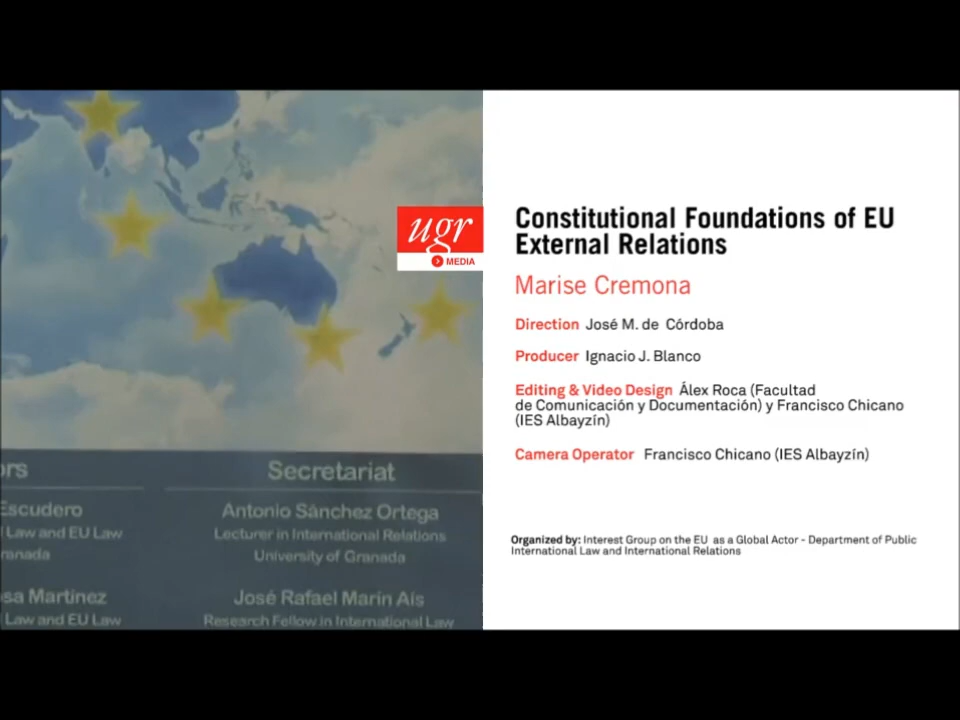 ugr
MEDIA
Constitutional Foundations of EU
External Relations
Marise Cremona
Direction José M. de Córdoba
Producer Ignacio J. Blanco
Editing & Video Design Álex Roca (Facultad
de Comunicación y Documentación) y Francisco Chicano
(IES Albayzín)
Camera Operator Francisco Chicano (IES Albayzín)
Organized by: Interest Group on the EU as a Global Actor - Department of Public
International Law and International Relations
ors
Escudero
l Law and EU Law
ranada
sa Martinez
l Law and EU Law
Secretariat
Antonio Sánchez Ortega
Lecturer in International Relations
University of Granada
José Rafael Marín Aís
Research Fellow in International Law